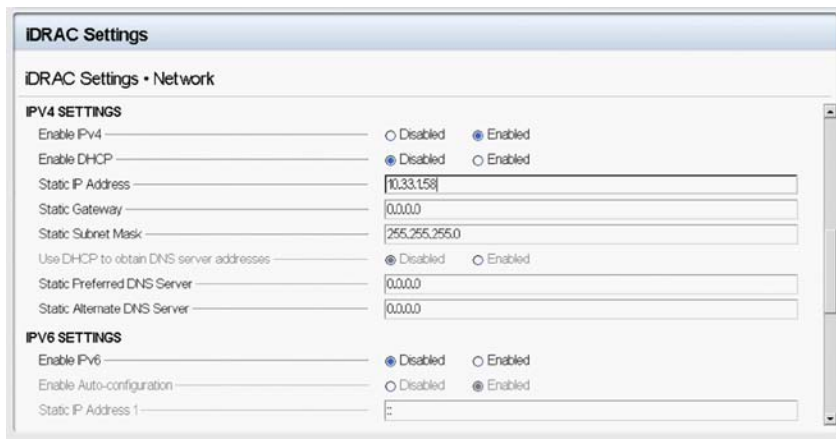 iDRAC Settings
iDRAC Settings • Network
IPV4 SETTINGS
Enable IPv4 Disabled Enabled
Enable DHCP Disabled Enabled
Static IP Address 10.33.1.58
Static Gateway 0.0.0.0
Static Subnet Mask 255.255.255.0
Use DHCP to obtain DNS server addresses Disabled Enabled
Static Preferred DNS Server 0.0.0.0
Static Alternate DNS Server 0.0.0.0
IPV6 SETTINGS
Enable IPv6 Disabled Enabled
Enable Auto-configuration Disabled Enabled
Static IP Address 1 ::